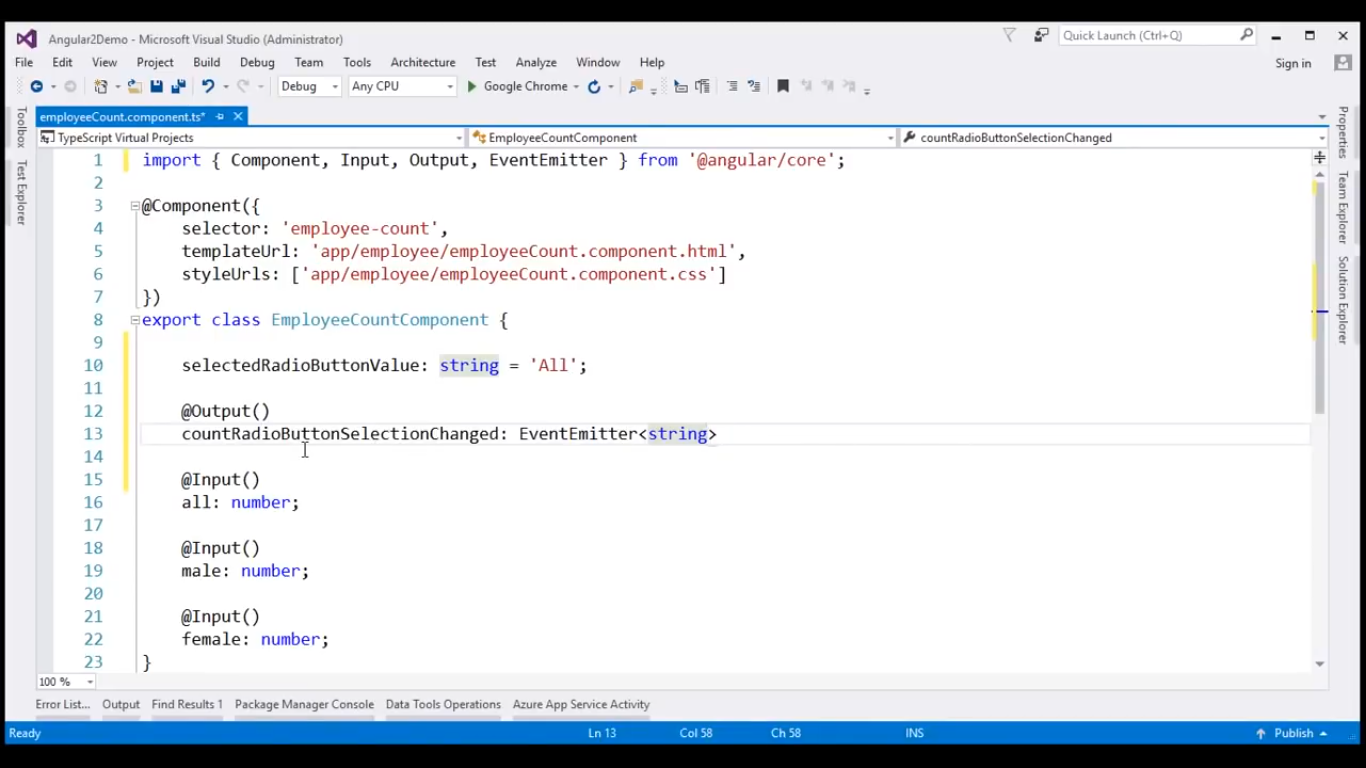 Angular2Demo - Microsoft Visual Studio (Administrator)
Quick Launch (Ctrl+Q)
File Edit View Project Build Debug Team Tools Architecture Test Analyze Window Help
Sign in
Debug Any CPU Google Chrome
employeeCount.component.ts*
TypeScript Virtual Projects EmployeeCountComponent countRadioButtonSelectionChanged
Toolbox
Test Explorer
Properties
Team Explorer
Solution Explorer
1 import { Component, Input, Output, EventEmitter } from '@angular/core';
2
3 @Component({
4 selector: 'employee-count',
5 templateUrl: 'app/employee/employeeCount.component.html',
6 styleUrls: ['app/employee/employeeCount.component.css']
7 })
8 export class EmployeeCountComponent {
9
10 selectedRadioButtonValue: string = 'All';
11
12 @Output()
13 countRadioButtonSelectionChanged: EventEmitter<string>
14
15 @Input()
16 all: number;
17
18 @Input()
19 male: number;
20
21 @Input()
22 female: number;
23 }
100 %
Error List... Output Find Results 1 Package Manager Console Data Tools Operations Azure App Service Activity
Ready Ln 13 Col 58 Ch 58 INS Publish